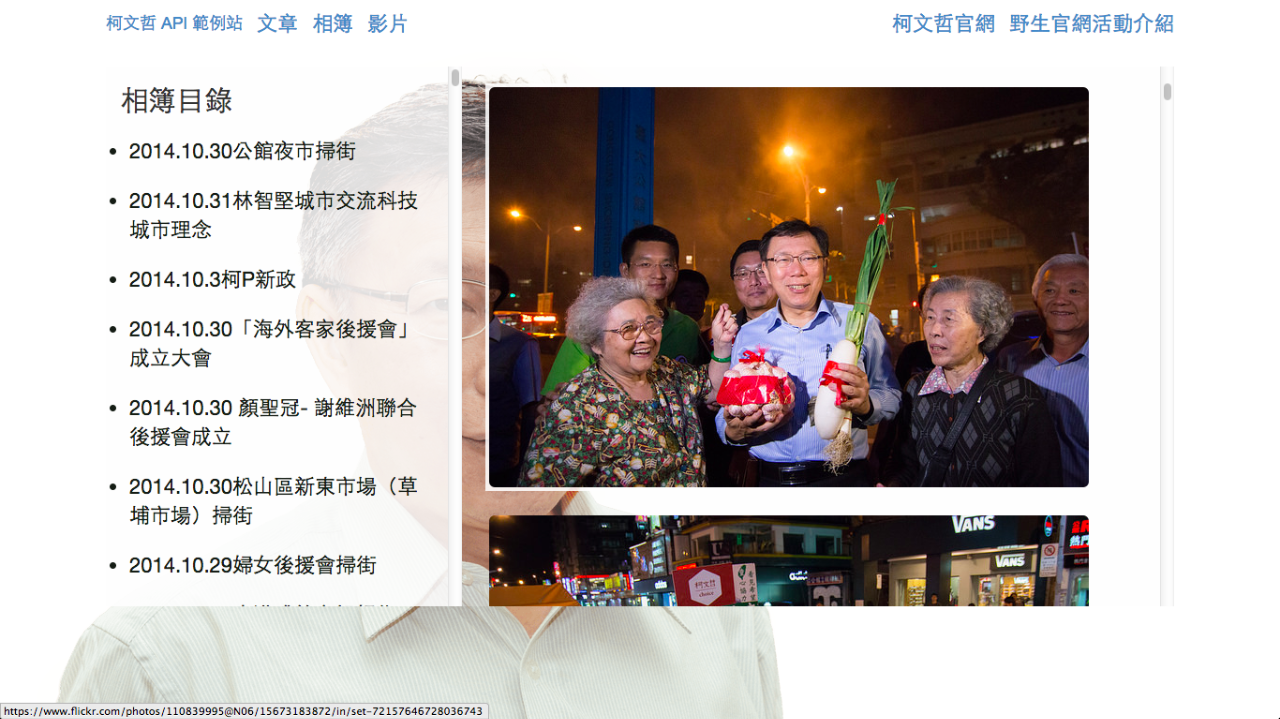 柯文哲 API 範例站 文章 相簿 影片 柯文哲官網 野生官網活動介紹
相簿目錄
2014.10.30公館夜市掃街
2014.10.31林智堅城市交流科技
城市理念
2014.10.3柯P新政
2014.10.30「海外客家後援會」
成立大會
2014.10.30 顏聖冠- 謝維洲聯合
後援會成立
2014.10.30松山區新東市場（草
埔市場）掃街
2014.10.29婦女後援會掃街
VANS
VANS
柯文哲
https://www.flickr.com/photos/110839995@N06/15673183872/in/set-72157646728036743